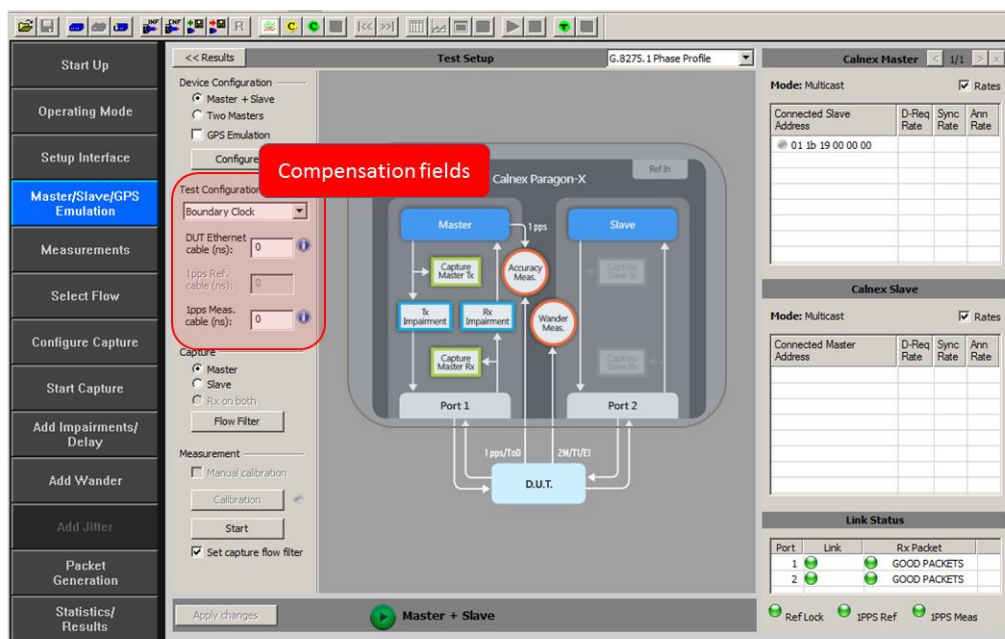 Start Up
Operating Mode
Setup Interface
Master/Slave/GPS
Emulation
Measurements
Select Flow
Configure Capture
Start Capture
Add Impairments/
Delay
Add Wander
Add Jitter
Packet
Generation
Statistics/
Results
<< Results
Test Setup
G.8275.1 Phase Profile
Device Configuration
Master + Slave
Two Masters
GPS Emulation
Configure
Compensation fields
Test Configuration
Boundary Clock
DUT Ethernet
cable (ns): 0
1pps Ref.
cable (ns): 0
1pps Meas.
cable (ns): 0
Capture
Master
Slave
Rx on both
Flow Filter
Measurement
Manual calibration
Calibration
Start
Set capture flow filter
Apply changes
Master + Slave
Calnex Paragon-X
Ref In
Master
1 pps
Slave
Capture
Master Tx
Accuracy
Meas.
Capture
Slave Tx
Tx
Impairment
Rx
Impairment
Wander
Meas.
Capture
Master Rx
Capture
Slave Rx
Port 1
Port 2
1 pps/ToD
2M/T1/E1
D.U.T.
Calnex Master < 1/1 > x
Mode: Multicast
Rates
Connected Slave
Address
D-Req
Rate
Sync
Rate
Ann
Rate
01 1b 19 00 00 00
Calnex Slave
Mode: Multicast
Rates
Connected Master
Address
D-Req
Rate
Sync
Rate
Ann
Rate
Link Status
Port Link Rx Packet
1 GOOD PACKETS
2 GOOD PACKETS
Ref Lock 1PPS Ref 1PPS Meas